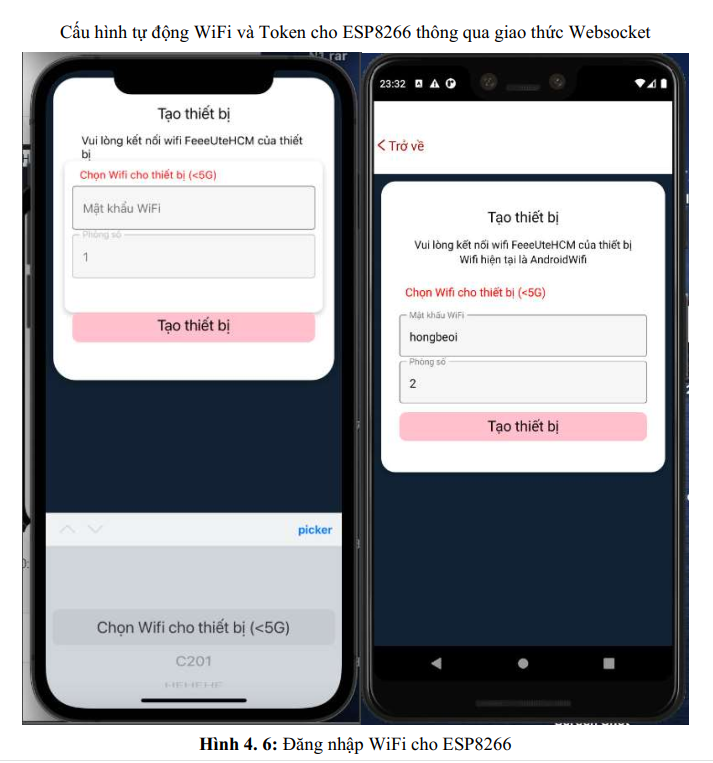 Cấu hình tự động WiFi và Token cho ESP8266 thông qua giao thức Websocket
Tạo thiết bị
Vui lòng kết nối wifi FeeeUteHCM của thiết
bị
Chọn Wifi cho thiết bị (<5G)
Mật khẩu WiFi
Phòng số
1
Tạo thiết bị
picker
Chọn Wifi cho thiết bị (<5G)
C201
HEHEHE
23:32
Trở về
Tạo thiết bị
Vui lòng kết nối wifi FeeeUteHCM của thiết bị
Wifi hiện tại là AndroidWifi
Chọn Wifi cho thiết bị (<5G)
Mật khẩu WiFi
hongbeoi
Phòng số
2
Tạo thiết bị
Hình 4. 6: Đăng nhập WiFi cho ESP8266